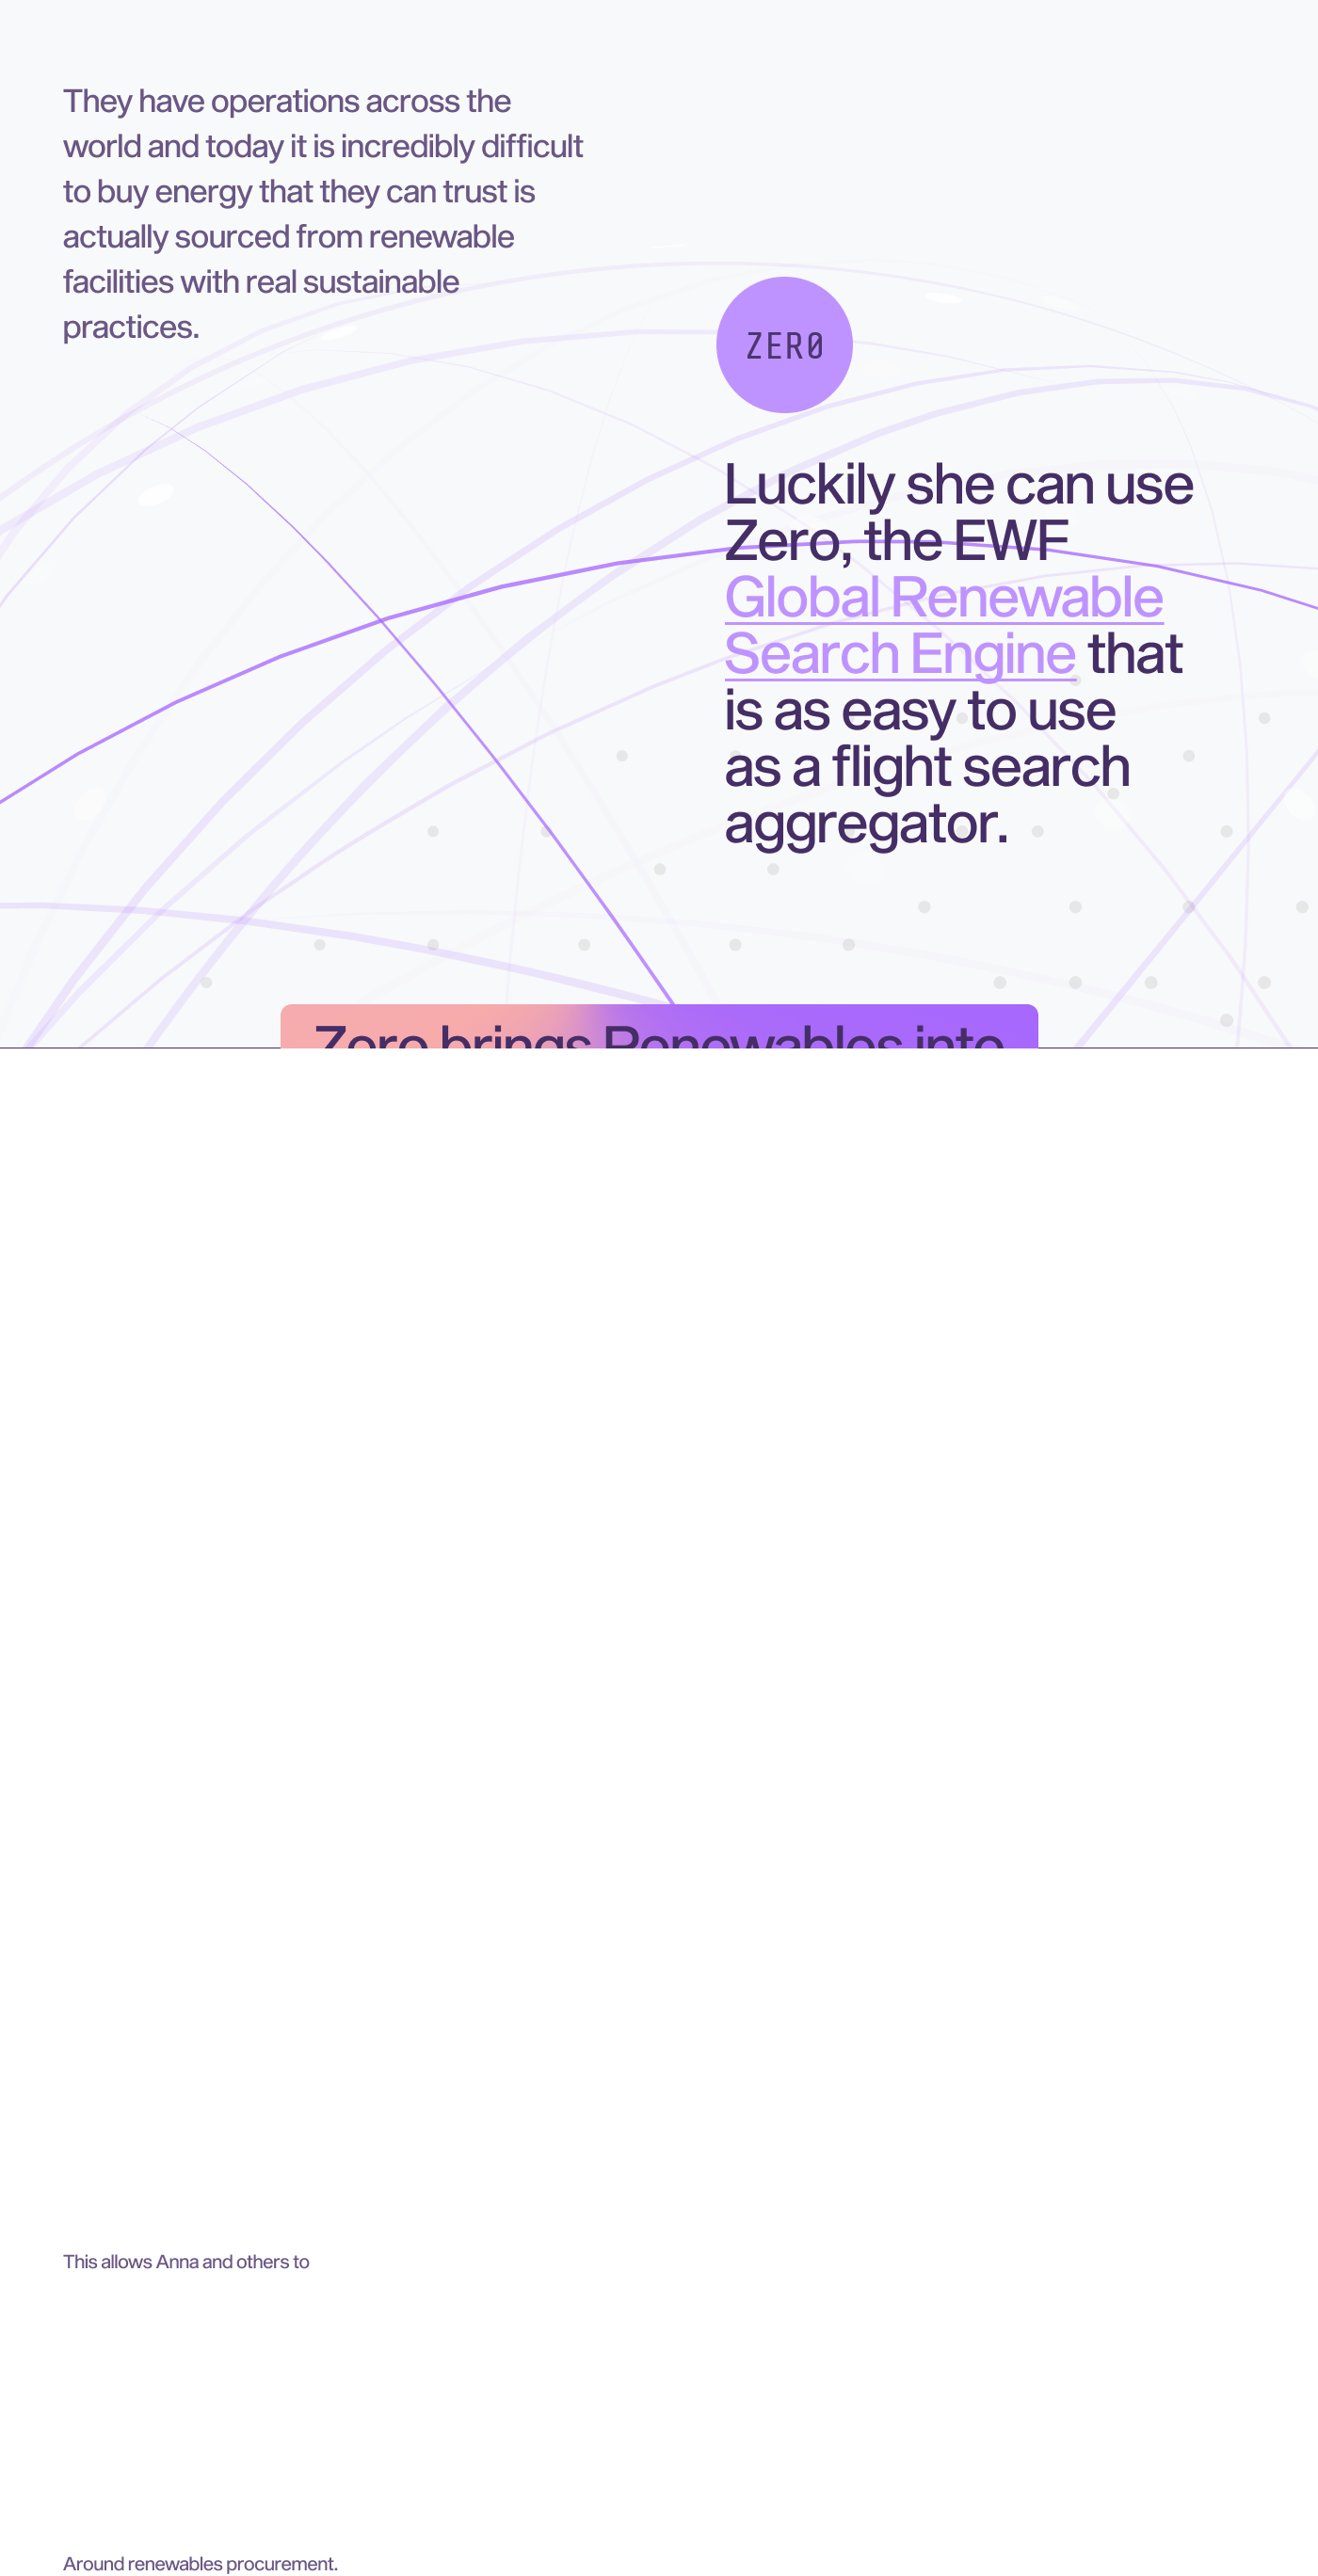 They have operations across the
world and today it is incredibly difficult
to buy energy that they can trust is
actually sourced from renewable
facilities with real sustainable
practices.
ZER0
Luckily she can use
Zero, the EWF
Global Renewable
Search Engine that
is as easy to use
as a flight search
aggregator.
Zero brings Renewables into
This allows Anna and others to
Around renewables procurement.